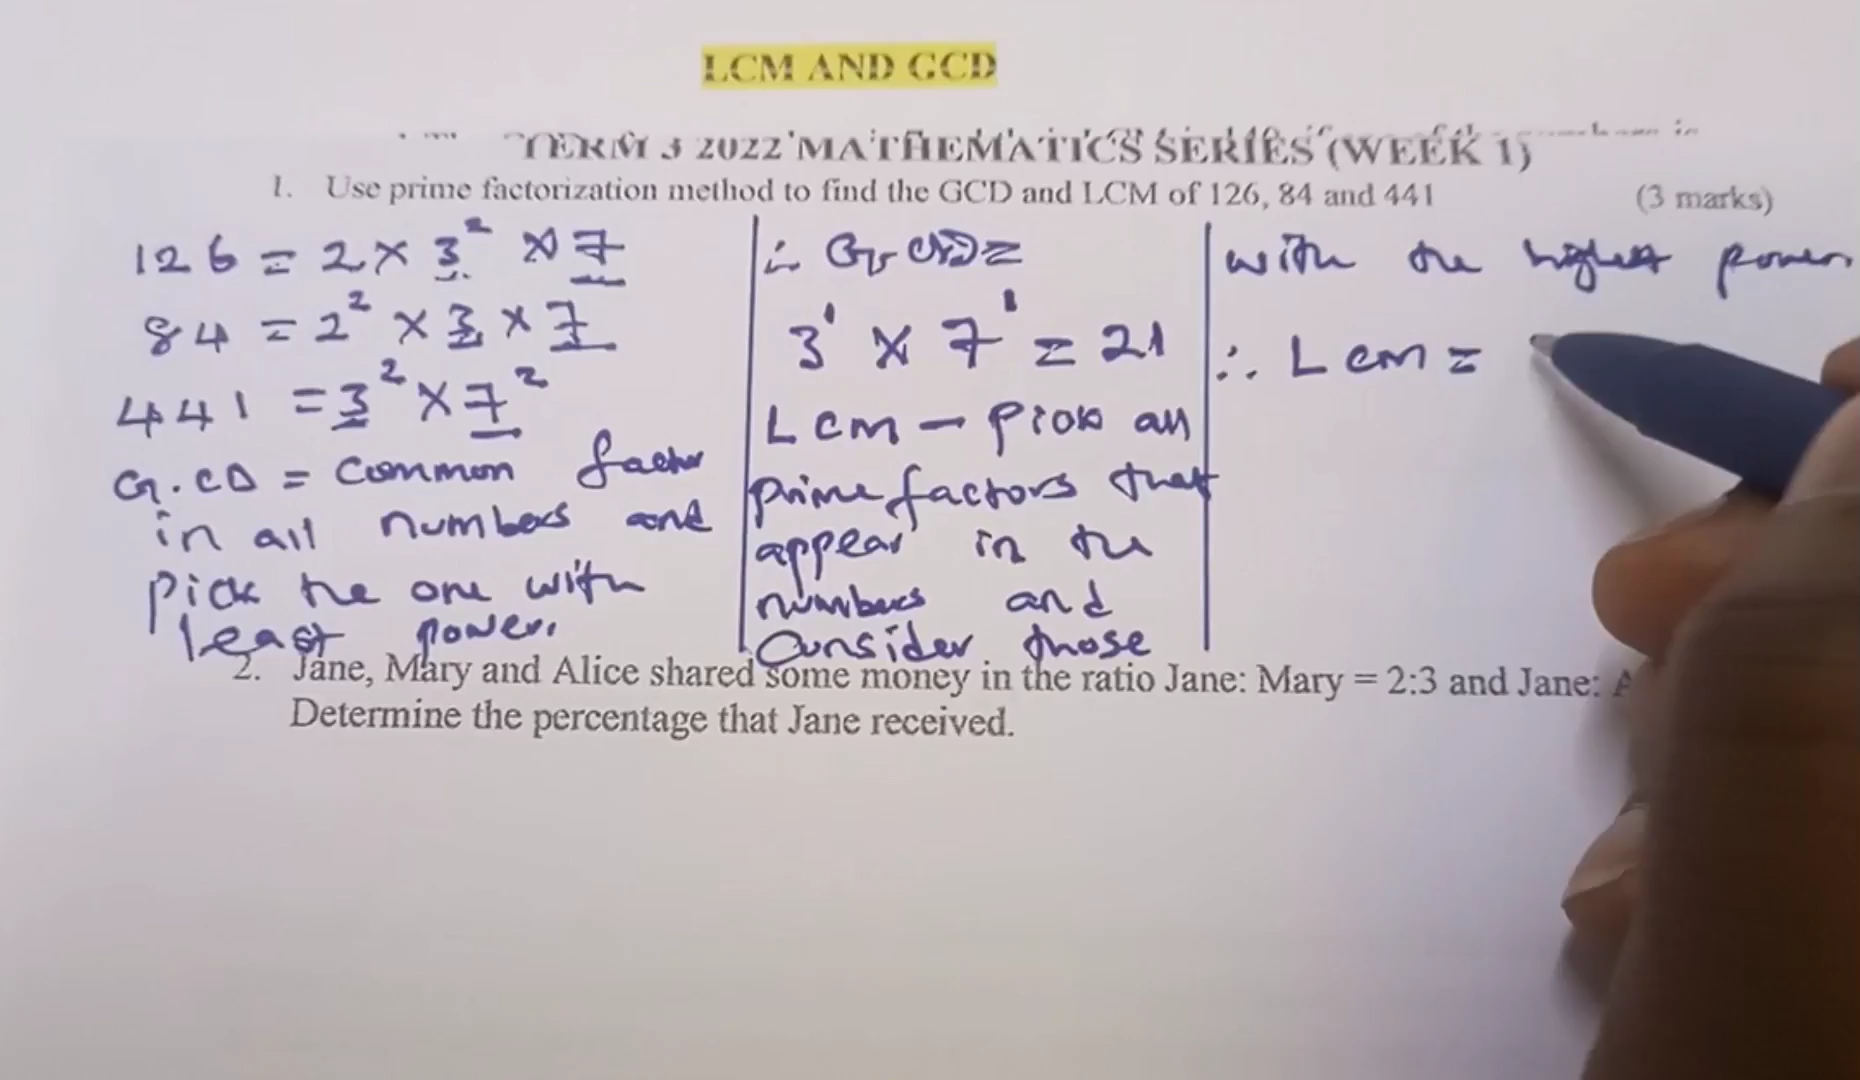 LCM AND GCD
TERM 3 2022 MATHEMATICS SERIES (WEEK 1)
1. Use prime factorization method to find the GCD and LCM of 126, 84 and 441 (3 marks)
126 = 2 × 3² × 7
84 = 2² × 3 × 7
441 = 3² × 7²
G.CD = Common factor
in all numbers and
Pick the one with
least power.
∴ G.CD =
3¹ × 7¹ = 21
Lcm – Pick all
prime factors that
appear in the
numbers and
Consider those
with the highest power.
∴ Lcm =
2. Jane, Mary and Alice shared some money in the ratio Jane: Mary = 2:3 and Jane:
Determine the percentage that Jane received.